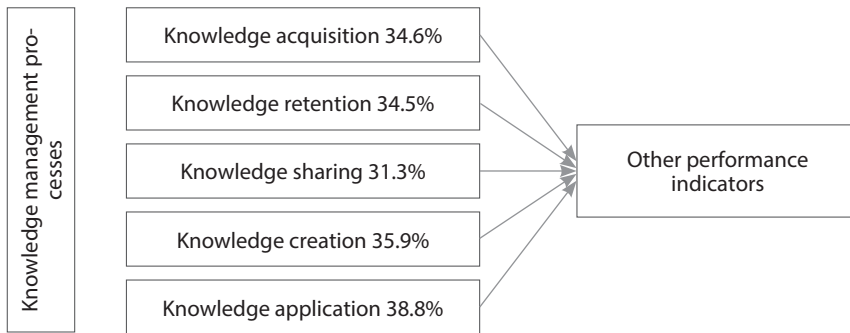 Knowledge management pro-
cesses
Knowledge acquisition 34.6%
Knowledge retention 34.5%
Knowledge sharing 31.3%
Knowledge creation 35.9%
Knowledge application 38.8%
Other performance
indicators